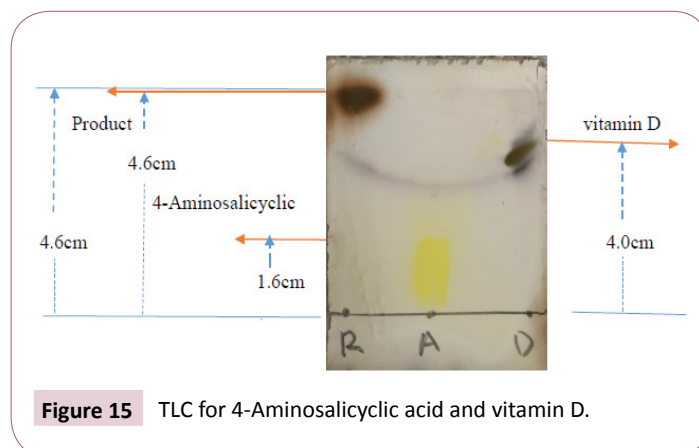 Product
vitamin D
4.6cm
4-Aminosalicyclic
4.6cm
4.0cm
1.6cm
R A D
Figure 15 TLC for 4-Aminosalicyclic acid and vitamin D.